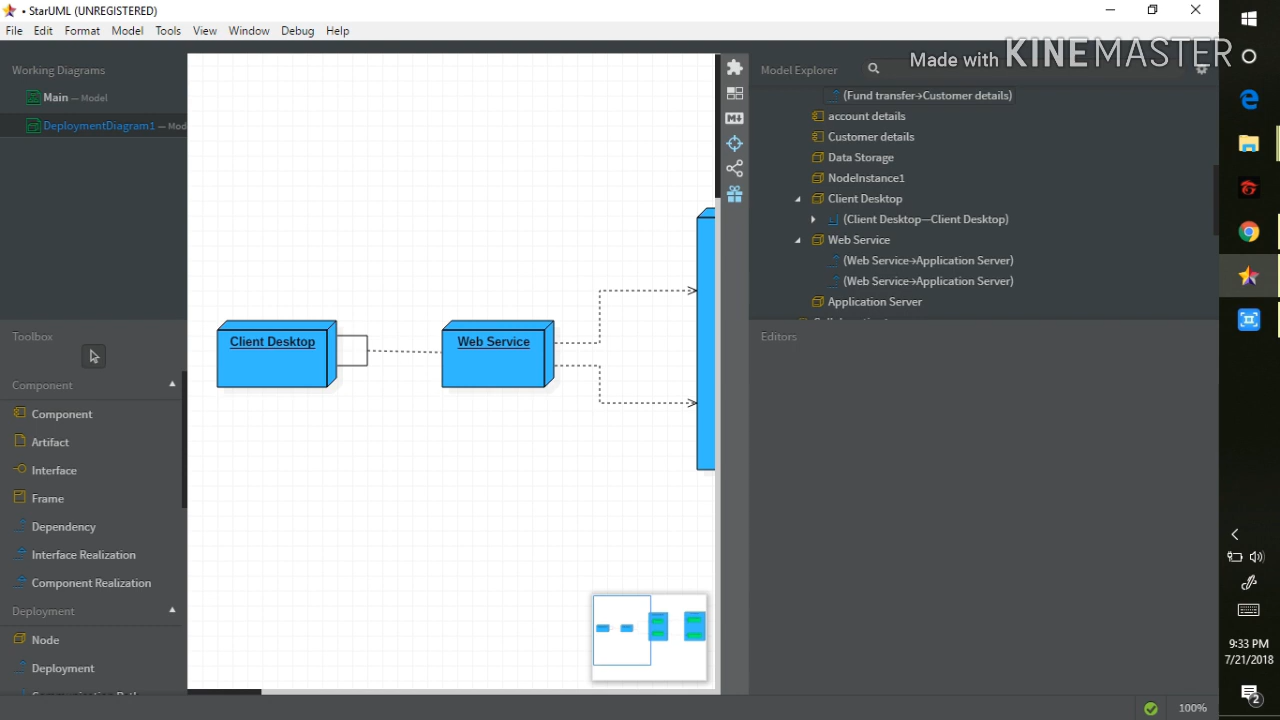 • StarUML (UNREGISTERED)
File Edit Format Model Tools View Window Debug Help
Made with KINEMASTER
Working Diagrams
Main — Model
DeploymentDiagram1 — Mod
Toolbox
Component
Component
Artifact
Interface
Frame
Dependency
Interface Realization
Component Realization
Deployment
Node
Deployment
Client Desktop
Web Service
M↓
Model Explorer
(Fund transfer→Customer details)
account details
Customer details
Data Storage
NodeInstance1
Client Desktop
(Client Desktop—Client Desktop)
Web Service
(Web Service→Application Server)
(Web Service→Application Server)
Application Server
Editors
9:33 PM
7/21/2018
2
100%